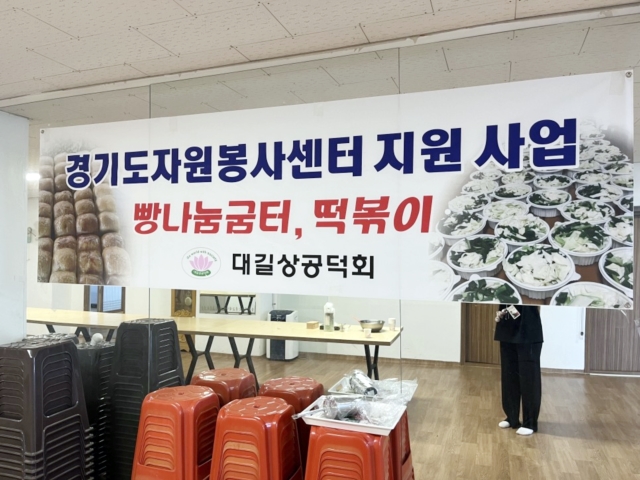 경기도자원봉사센터 지원 사업
빵나눔굼터, 떡볶이
대길상공덕회